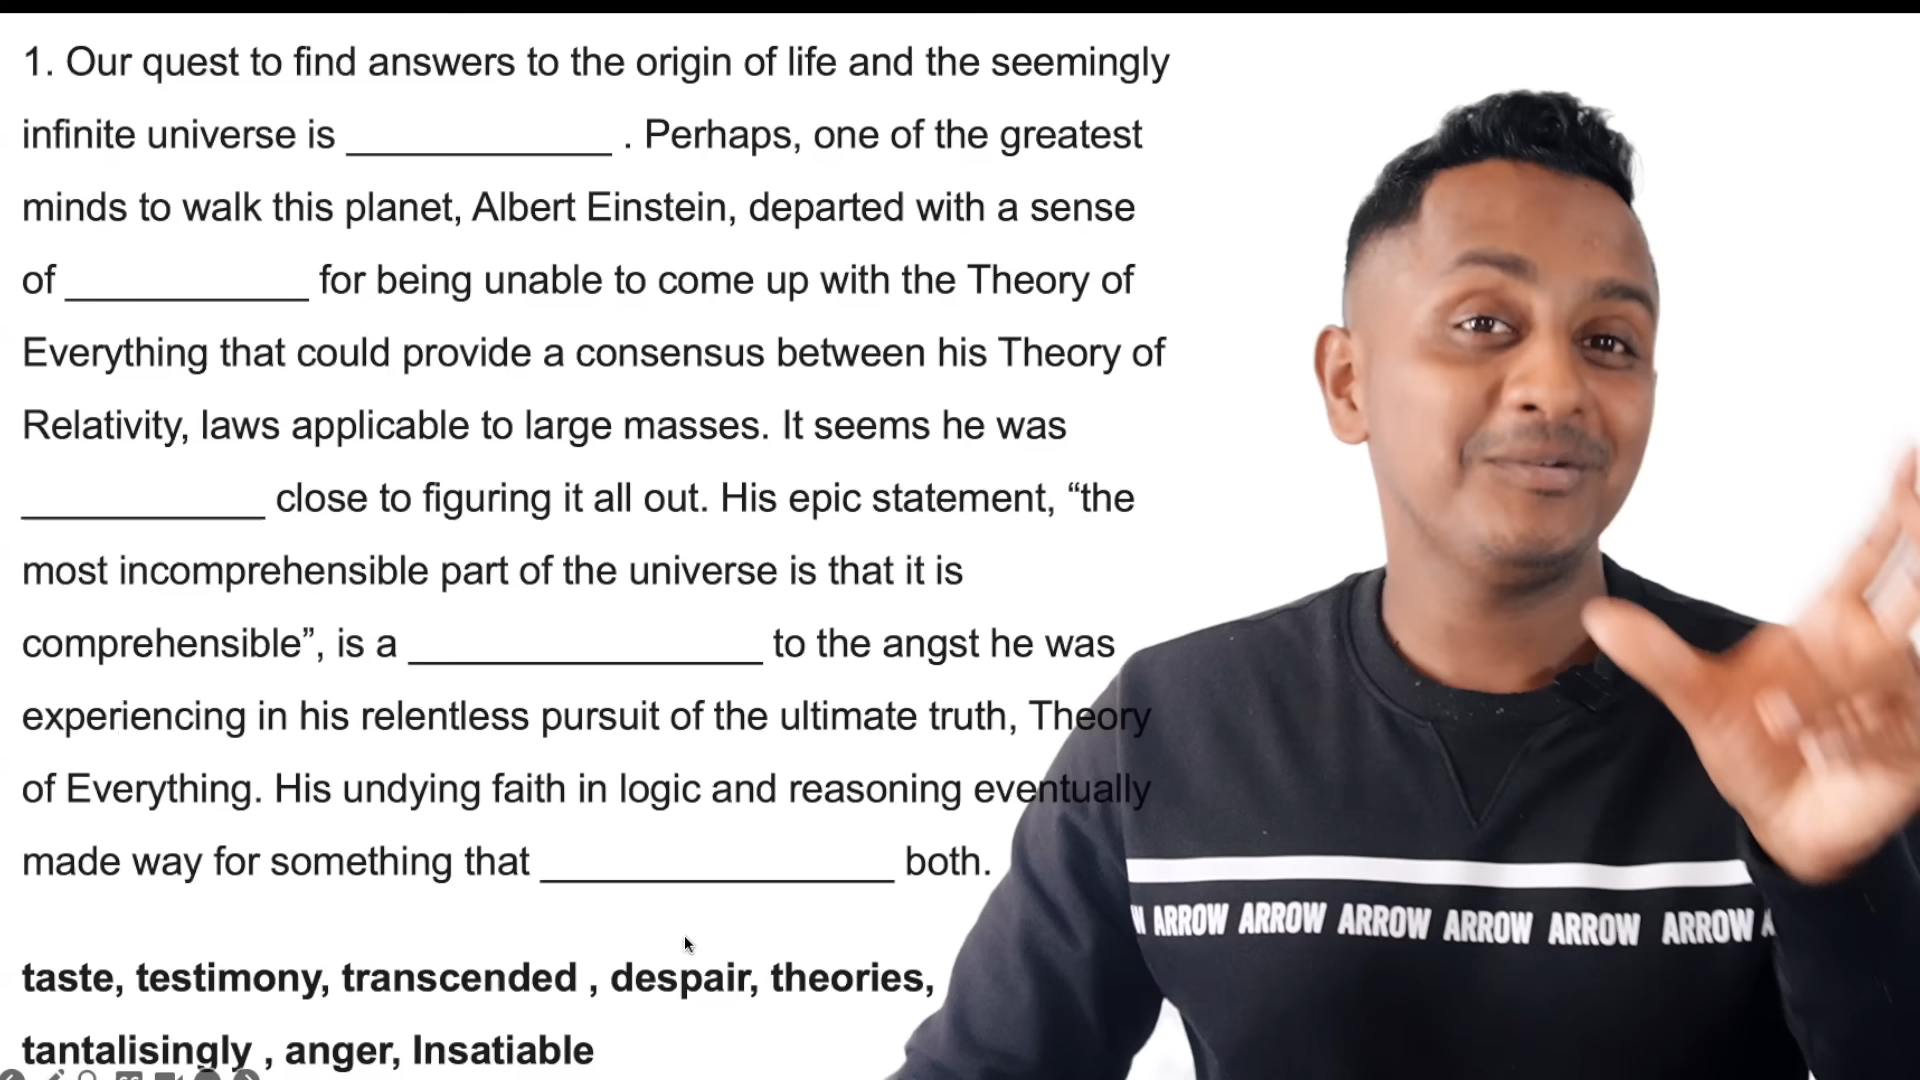 1. Our quest to find answers to the origin of life and the seemingly
infinite universe is ____________ . Perhaps, one of the greatest
minds to walk this planet, Albert Einstein, departed with a sense
of ___________ for being unable to come up with the Theory of
Everything that could provide a consensus between his Theory of
Relativity, laws applicable to large masses. It seems he was
___________ close to figuring it all out. His epic statement, “the
most incomprehensible part of the universe is that it is
comprehensible”, is a ________________ to the angst he was
experiencing in his relentless pursuit of the ultimate truth, Theory
of Everything. His undying faith in logic and reasoning eventually
made way for something that ________________ both.
ARROW ARROW ARROW ARROW ARROW ARROW
taste, testimony, transcended , despair, theories,
tantalisingly , anger, Insatiable